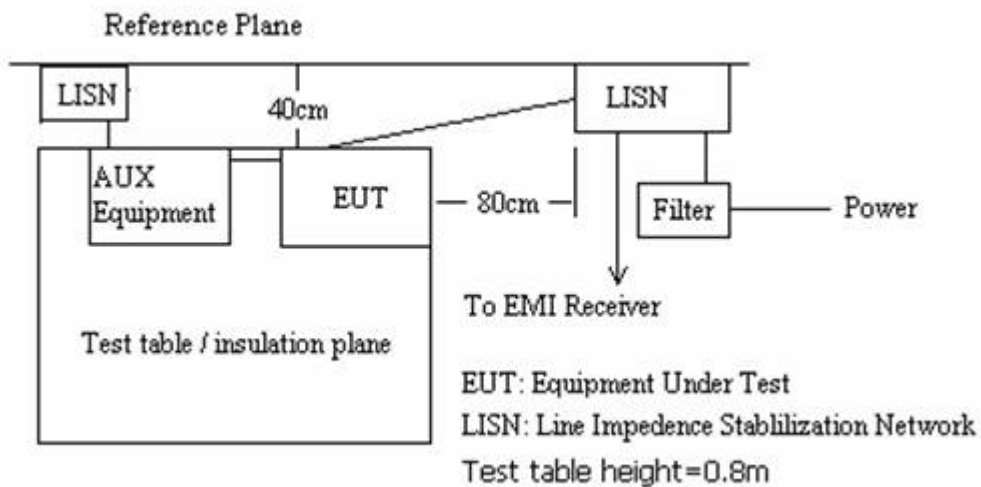 Reference Plane
LISN
40cm
LISN
AUX
Equipment
EUT
80cm
Filter
Power
To EMI Receiver
Test table / insulation plane
EUT: Equipment Under Test
LISN: Line Impedence Stablilization Network
Test table height=0.8m